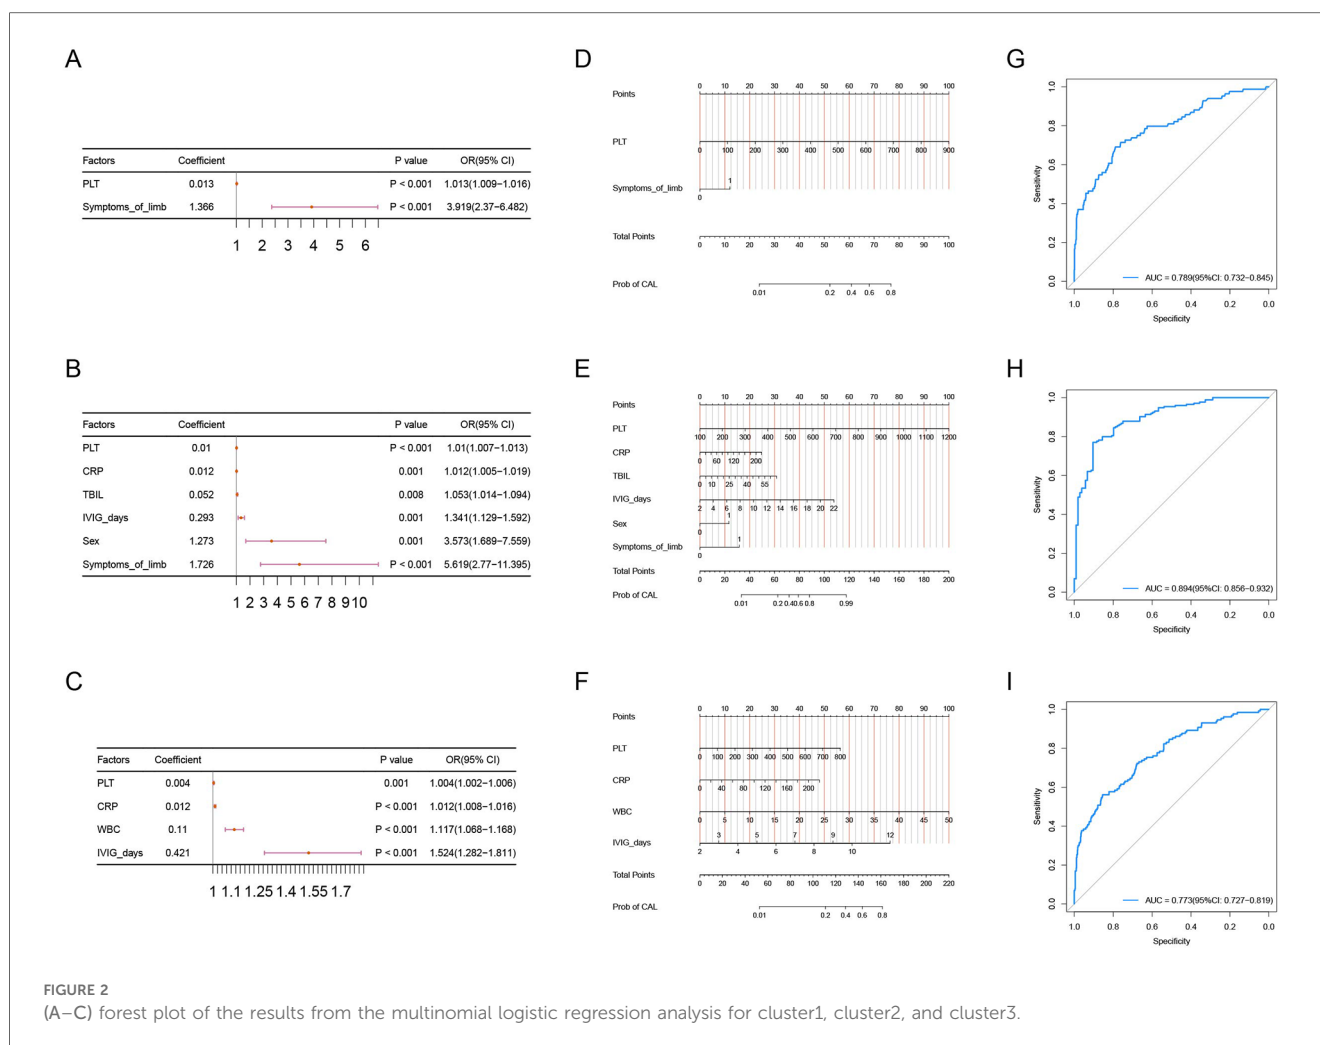 A
Factors Coefficient P value OR(95% CI)
PLT 0.013 P < 0.001 1.013(1.009−1.016)
Symptoms_of_limb 1.366 P < 0.001 3.919(2.37−6.482)
1 2 3 4 5 6
D
Points 0 10 20 30 40 50 60 70 80 90 100
PLT
0 100 200 300 400 500 600 700 800 900
Symptoms_of_limb 1
0
Total Points
0 10 20 30 40 50 60 70 80 90 100
Prob of CAL
0.01 0.2 0.4 0.6 0.8
G
Sensitivity
1.0
0.8
0.6
0.4
0.2
0.0
AUC = 0.789(95%CI: 0.732−0.845)
1.0 0.8 0.6 0.4 0.2 0.0
Specificity
B
Factors Coefficient P value OR(95% CI)
PLT 0.01 P < 0.001 1.01(1.007−1.013)
CRP 0.012 0.001 1.012(1.005−1.019)
TBIL 0.052 0.008 1.053(1.014−1.094)
IVIG_days 0.293 0.001 1.341(1.129−1.592)
Sex 1.273 0.001 3.573(1.689−7.559)
Symptoms_of_limb 1.726 P < 0.001 5.619(2.77−11.395)
1 2 3 4 5 6 7 8 9 10
E
Points 0 10 20 30 40 50 60 70 80 90 100
PLT
100 200 300 400 500 600 700 800 900 1000 1100 1200
CRP
0 60 120 200
TBIL
0 10 25 40 55
IVIG_days
2 4 6 8 10 12 14 16 18 20 22
Sex 1
0
Symptoms_of_limb 1
0
Total Points
0 20 40 60 80 100 120 140 160 180 200
Prob of CAL
0.01 0.2 0.4 0.6 0.8 0.99
H
Sensitivity
1.0
0.8
0.6
0.4
0.2
0.0
AUC = 0.894(95%CI: 0.856−0.932)
1.0 0.8 0.6 0.4 0.2 0.0
Specificity
C
Factors Coefficient P value OR(95% CI)
PLT 0.004 0.001 1.004(1.002−1.006)
CRP 0.012 P < 0.001 1.012(1.008−1.016)
WBC 0.11 P < 0.001 1.117(1.068−1.168)
IVIG_days 0.421 P < 0.001 1.524(1.282−1.811)
1 1.1 1.25 1.4 1.55 1.7
F
Points 0 10 20 30 40 50 60 70 80 90 100
PLT
0 100 200 300 400 500 600 700 800
CRP
0 40 80 120 160 200
WBC
0 5 10 15 20 25 30 35 40 45 50
3 5 7 9 12
IVIG_days
2 4 6 8 10
Total Points
0 20 40 60 80 100 120 140 160 180 200 220
Prob of CAL
0.01 0.2 0.4 0.6 0.8
I
Sensitivity
1.0
0.8
0.6
0.4
0.2
0.0
AUC = 0.773(95%CI: 0.727−0.819)
1.0 0.8 0.6 0.4 0.2 0.0
Specificity
FIGURE 2
(A–C) forest plot of the results from the multinomial logistic regression analysis for cluster1, cluster2, and cluster3.